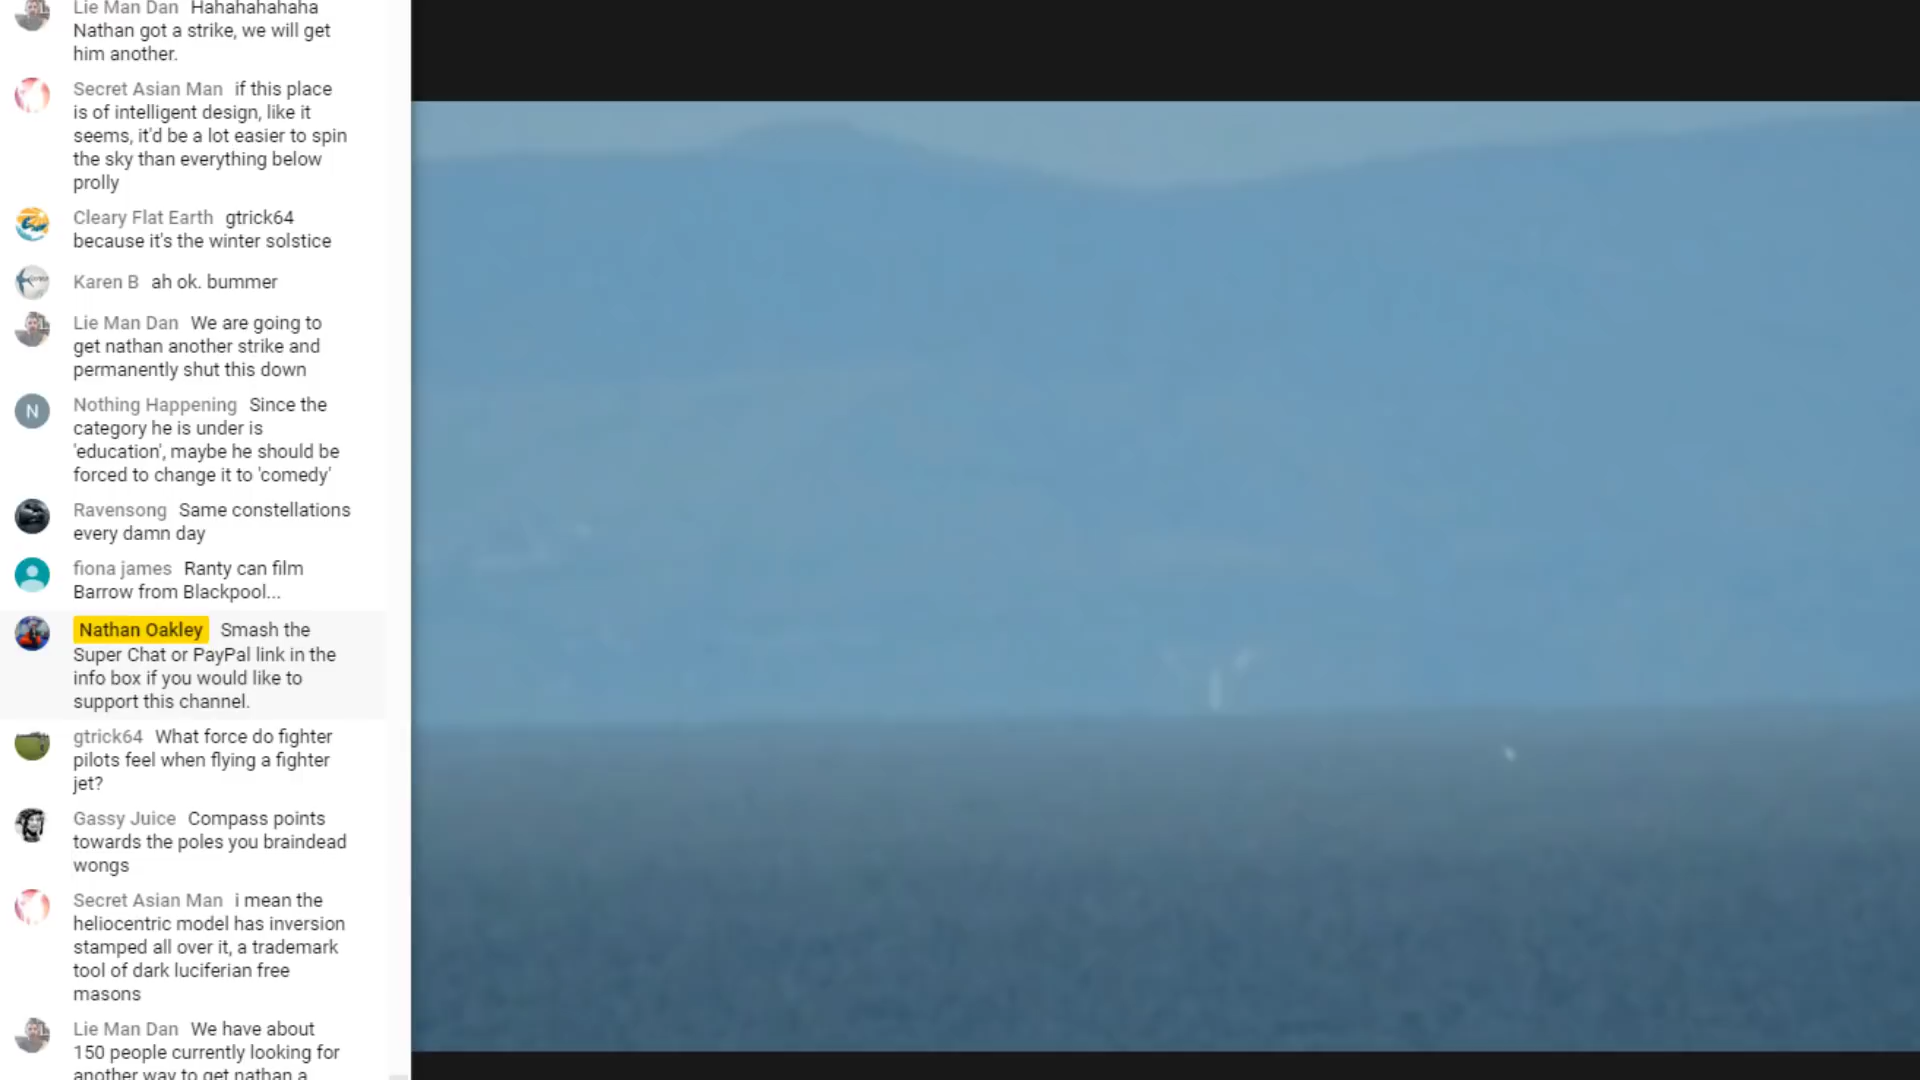 Lie Man Dan Hahahahahaha
Nathan got a strike, we will get
him another.
Secret Asian Man if this place
is of intelligent design, like it
seems, it'd be a lot easier to spin
the sky than everything below
prolly
Cleary Flat Earth gtrick64
because it's the winter solstice
Karen B ah ok. bummer
Lie Man Dan We are going to
get nathan another strike and
permanently shut this down
N
Nothing Happening Since the
category he is under is
'education', maybe he should be
forced to change it to 'comedy'
Ravensong Same constellations
every damn day
fiona james Ranty can film
Barrow from Blackpool...
Nathan Oakley Smash the
Super Chat or PayPal link in the
info box if you would like to
support this channel.
gtrick64 What force do fighter
pilots feel when flying a fighter
jet?
Gassy Juice Compass points
towards the poles you braindead
wongs
Secret Asian Man i mean the
heliocentric model has inversion
stamped all over it, a trademark
tool of dark luciferian free
masons
Lie Man Dan We have about
150 people currently looking for
another way to get nathan a